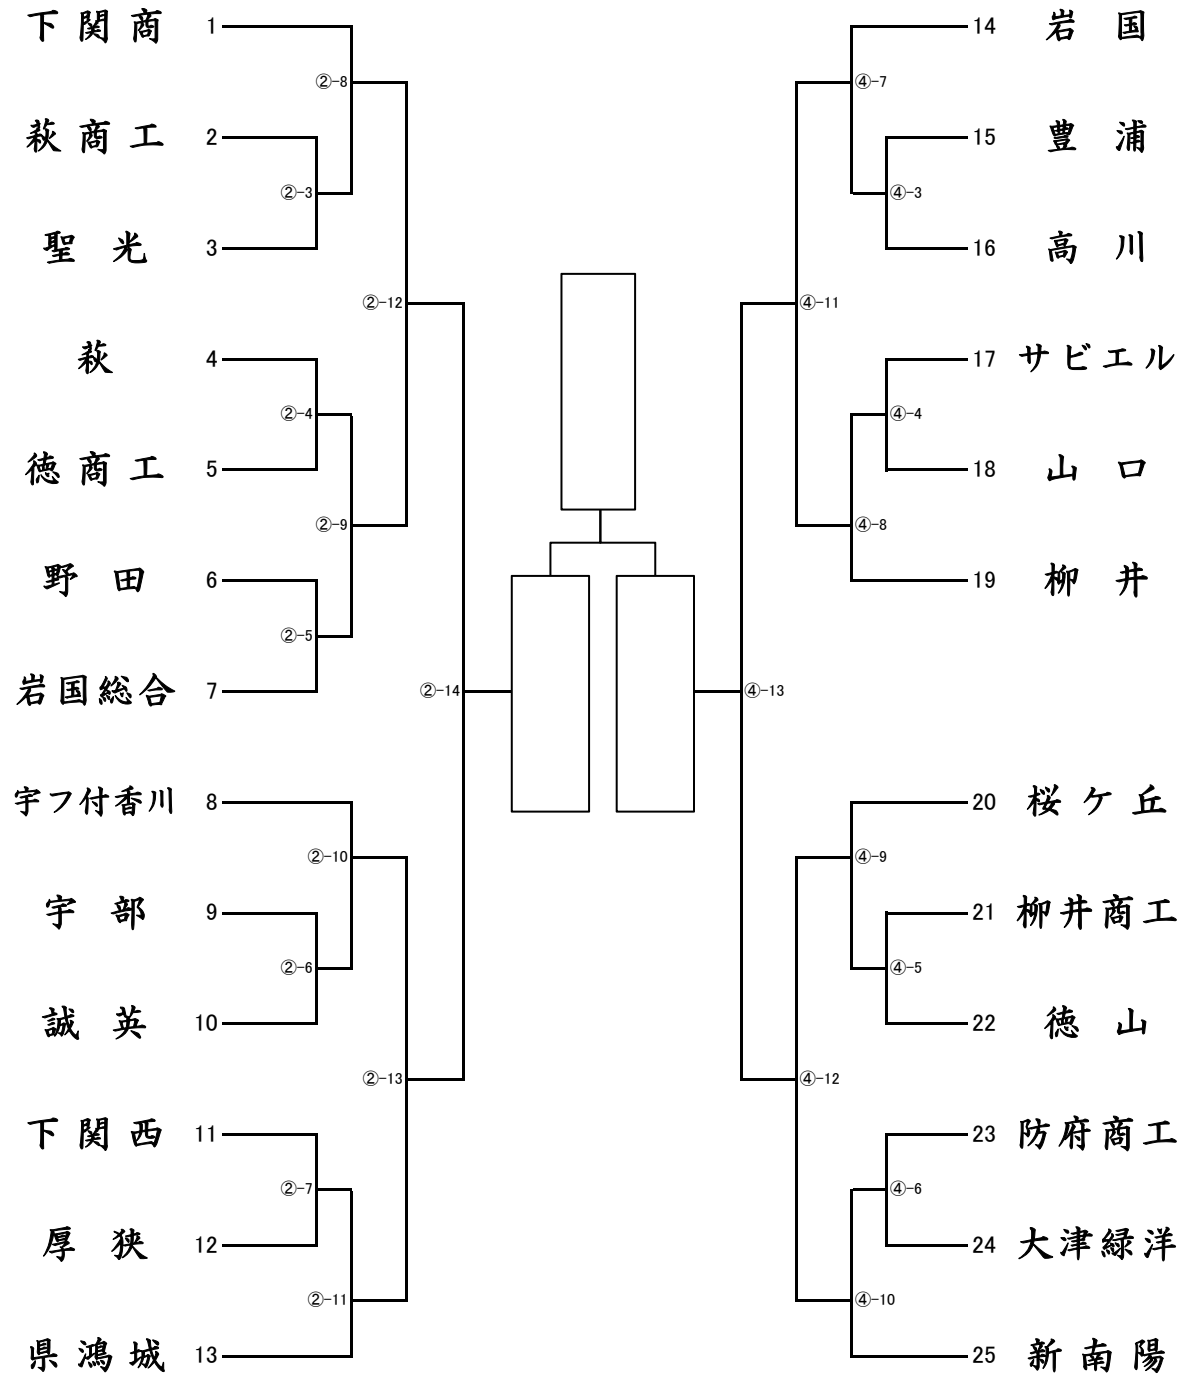 下関商 1
②-8
萩商工 2
②-3
聖光 3
②-12
萩 4
②-4
徳商工 5
②-9
野田 6
②-5
岩国総合 7
②-14
宇フ付香川 8
②-10
宇部 9
②-6
誠英 10
②-13
下関西 11
②-7
厚狭 12
②-11
県鴻城 13
14 岩国
④-7
15 豊浦
④-3
16 高川
④-11
17 サビエル
④-4
18 山口
④-8
19 柳井
④-13
20 桜ケ丘
④-9
21 柳井商工
④-5
22 徳山
④-12
23 防府商工
④-6
24 大津緑洋
④-10
25 新南陽